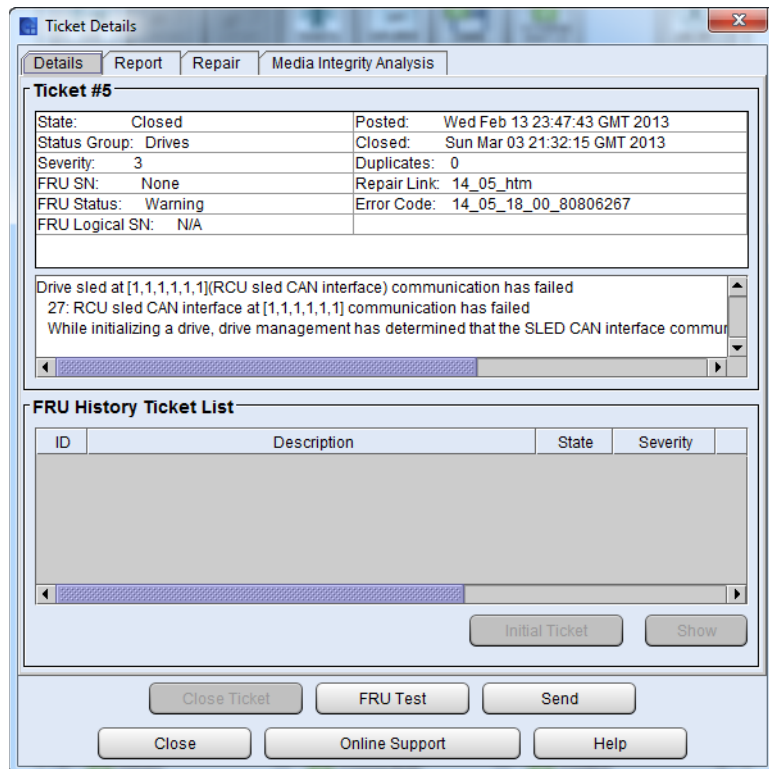 Ticket Details
Details Report Repair Media Integrity Analysis
Ticket #5
State: Closed Posted: Wed Feb 13 23:47:43 GMT 2013
Status Group: Drives Closed: Sun Mar 03 21:32:15 GMT 2013
Severity: 3 Duplicates: 0
FRU SN: None Repair Link: 14_05_htm
FRU Status: Warning Error Code: 14_05_18_00_80806267
FRU Logical SN: N/A
Drive sled at [1,1,1,1,1,1](RCU sled CAN interface) communication has failed
27: RCU sled CAN interface at [1,1,1,1,1,1] communication has failed
While initializing a drive, drive management has determined that the SLED CAN interface commur
FRU History Ticket List
ID Description State Severity
Initial Ticket Show
Close Ticket FRU Test Send
Close Online Support Help